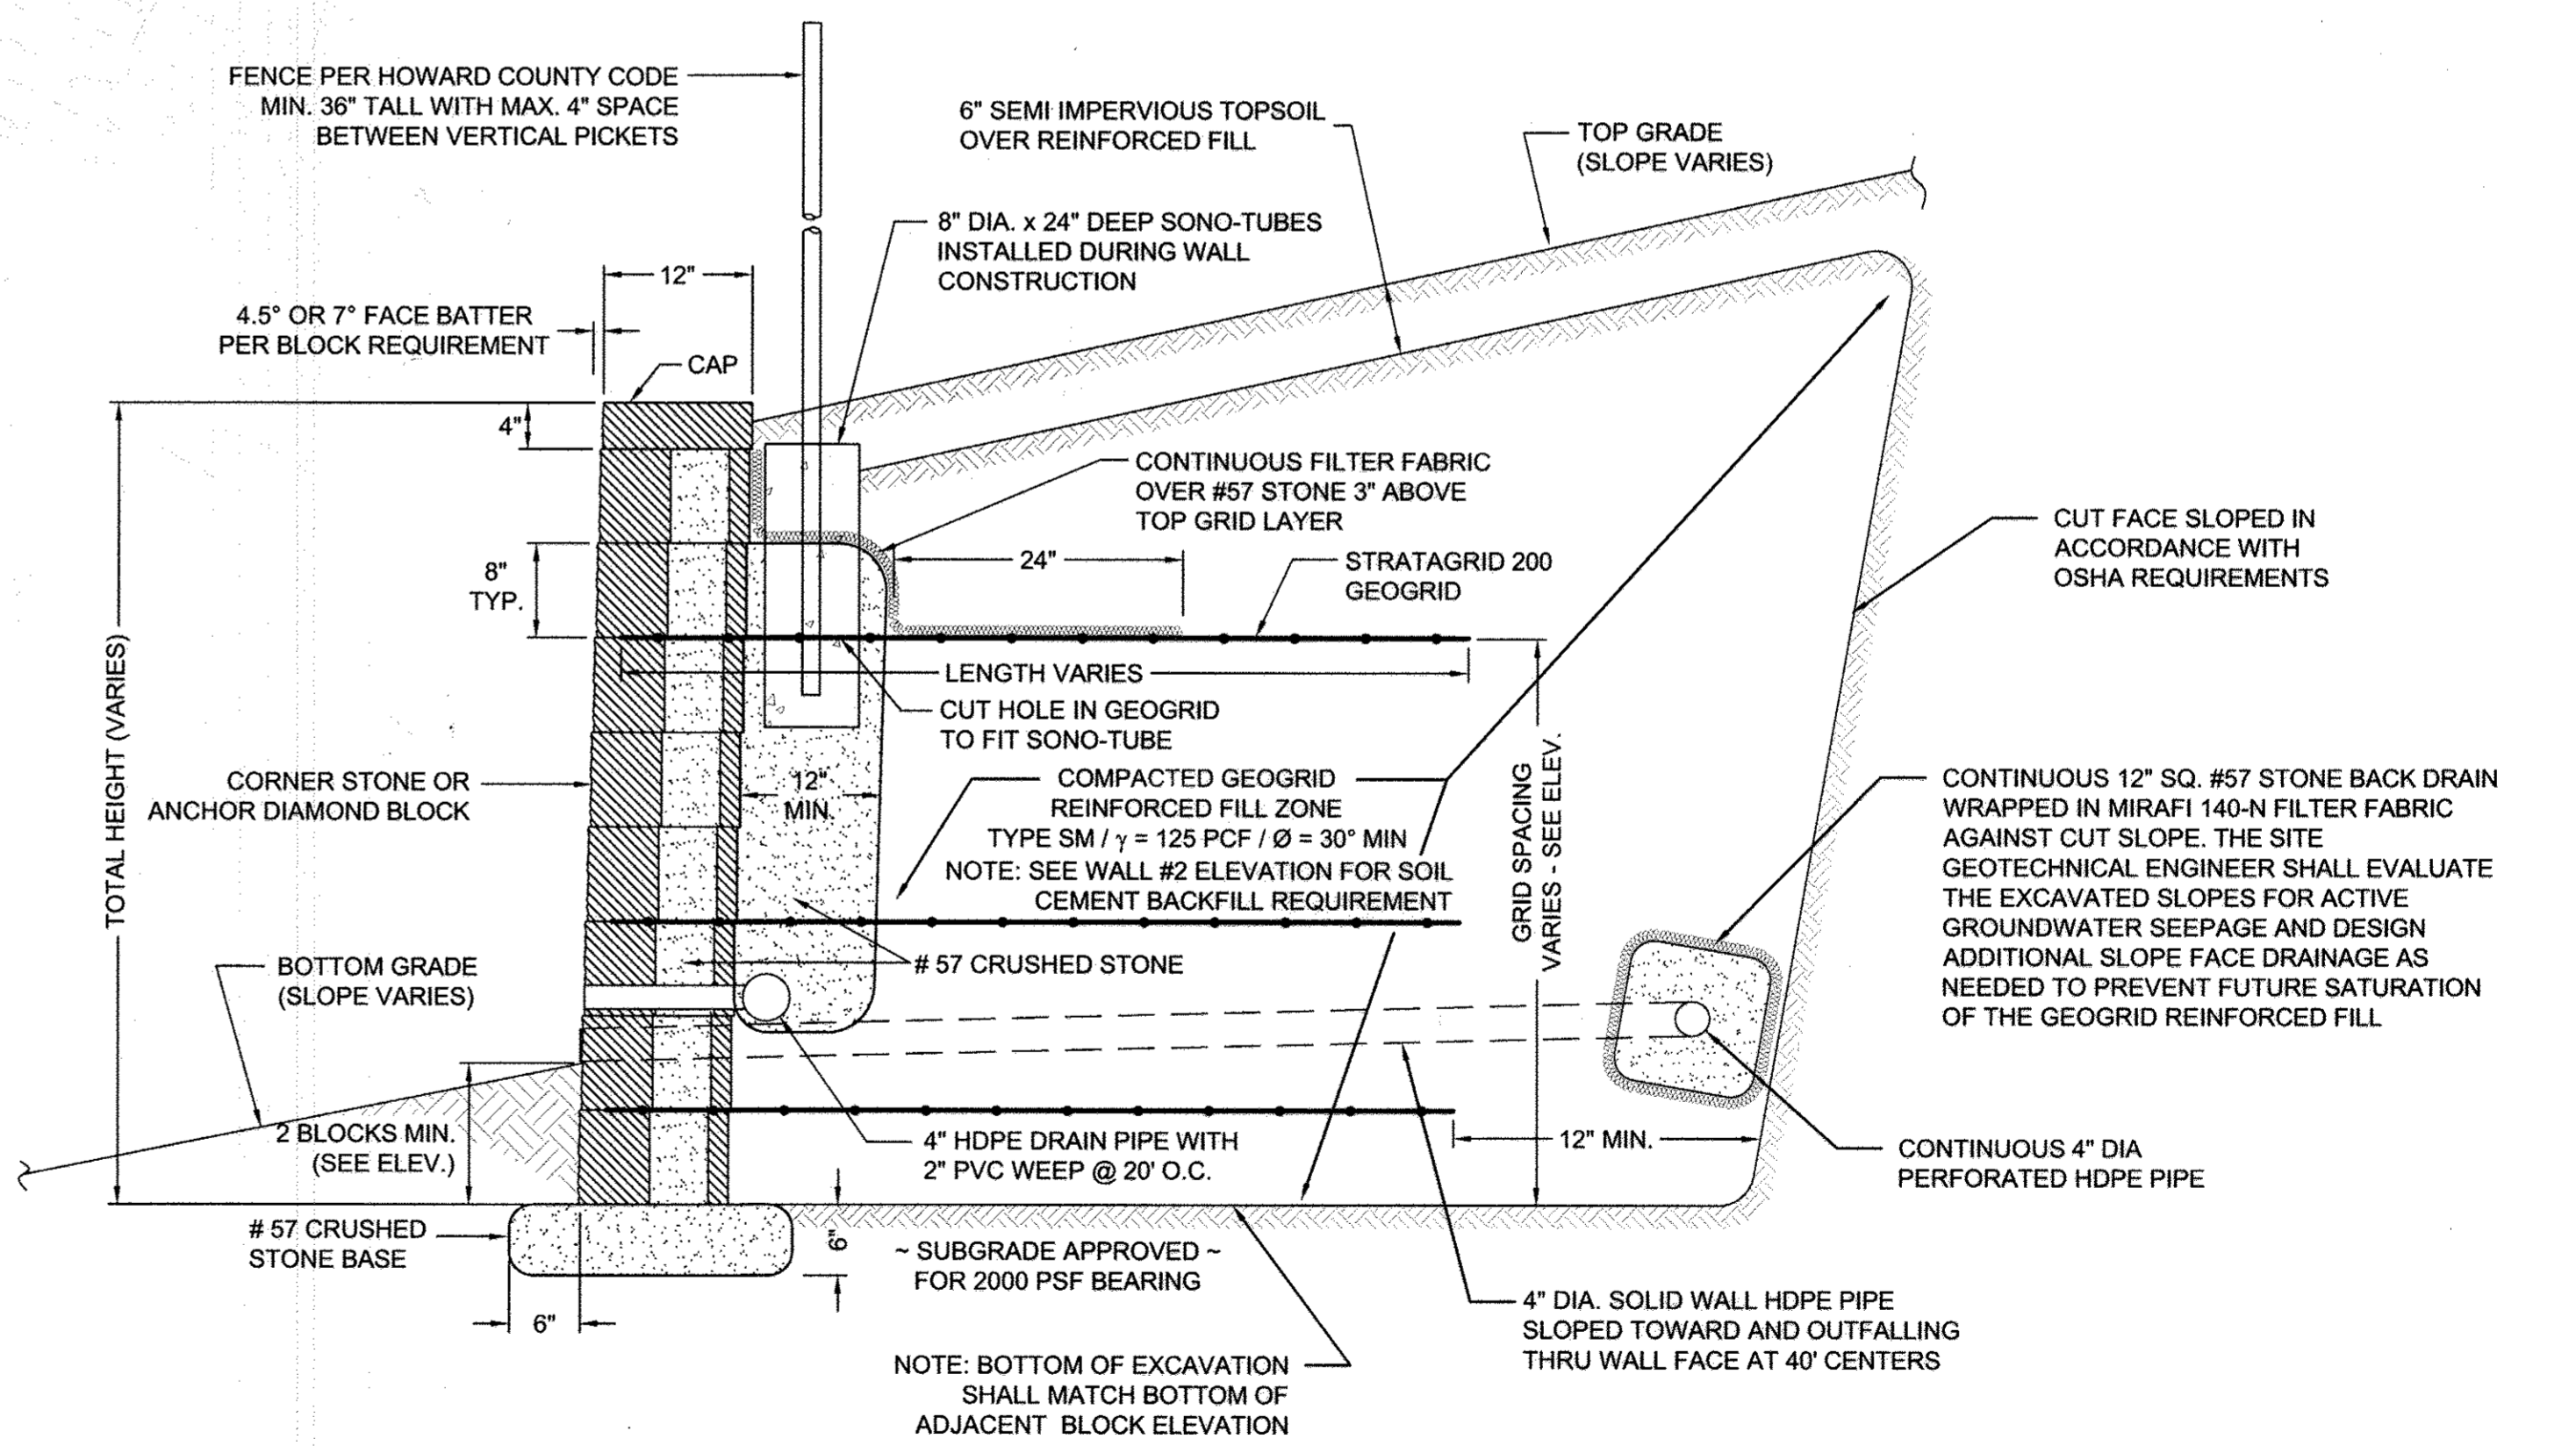 FENCE PER HOWARD COUNTY CODE
MIN. 36" TALL WITH MAX. 4" SPACE
BETWEEN VERTICAL PICKETS
6" SEMI IMPERVIOUS TOPSOIL
OVER REINFORCED FILL
TOP GRADE
(SLOPE VARIES)
8" DIA. x 24" DEEP SONO-TUBES
INSTALLED DURING WALL
CONSTRUCTION
12"
4.5° OR 7° FACE BATTER
PER BLOCK REQUIREMENT
CAP
4"
CONTINUOUS FILTER FABRIC
OVER #57 STONE 3" ABOVE
TOP GRID LAYER
CUT FACE SLOPED IN
ACCORDANCE WITH
OSHA REQUIREMENTS
8"
TYP.
24"
STRATAGRID 200
GEOGRID
LENGTH VARIES
CUT HOLE IN GEOGRID
TO FIT SONO-TUBE
TOTAL HEIGHT (VARIES)
CORNER STONE OR
ANCHOR DIAMOND BLOCK
12"
MIN.
COMPACTED GEOGRID
REINFORCED FILL ZONE
TYPE SM / γ = 125 PCF / Ø = 30° MIN
NOTE: SEE WALL #2 ELEVATION FOR SOIL
CEMENT BACKFILL REQUIREMENT
GRID SPACING
VARIES - SEE ELEV.
CONTINUOUS 12" SQ. #57 STONE BACK DRAIN
WRAPPED IN MIRAFI 140-N FILTER FABRIC
AGAINST CUT SLOPE. THE SITE
GEOTECHNICAL ENGINEER SHALL EVALUATE
THE EXCAVATED SLOPES FOR ACTIVE
GROUNDWATER SEEPAGE AND DESIGN
ADDITIONAL SLOPE FACE DRAINAGE AS
NEEDED TO PREVENT FUTURE SATURATION
OF THE GEOGRID REINFORCED FILL
BOTTOM GRADE
(SLOPE VARIES)
# 57 CRUSHED STONE
2 BLOCKS MIN.
(SEE ELEV.)
4" HDPE DRAIN PIPE WITH
2" PVC WEEP @ 20' O.C.
12" MIN.
CONTINUOUS 4" DIA
PERFORATED HDPE PIPE
# 57 CRUSHED
STONE BASE
6"
6"
~ SUBGRADE APPROVED ~
FOR 2000 PSF BEARING
4" DIA. SOLID WALL HDPE PIPE
SLOPED TOWARD AND OUTFALLING
THRU WALL FACE AT 40' CENTERS
NOTE: BOTTOM OF EXCAVATION
SHALL MATCH BOTTOM OF
ADJACENT BLOCK ELEVATION